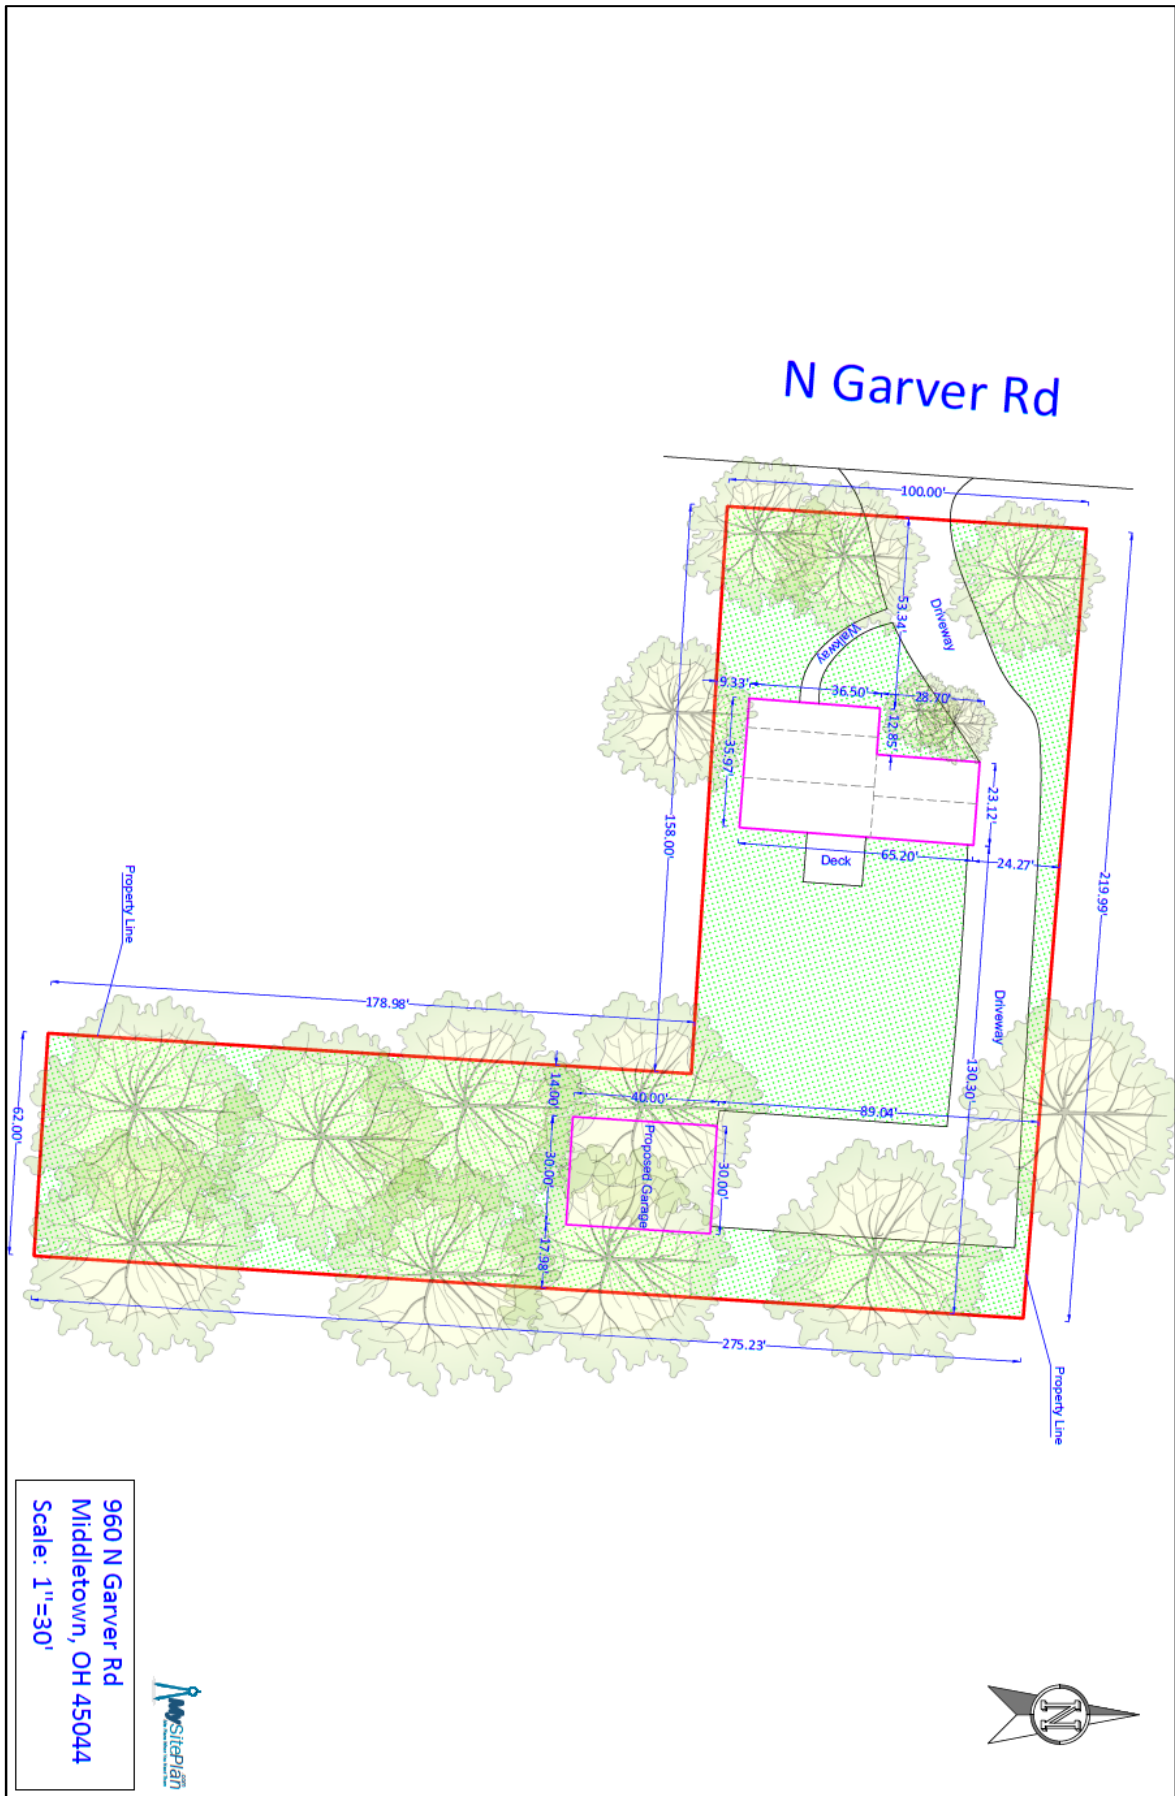 N Garver Rd
100.00'
219.99'
53.34'
Driveway
Walkway
9.33'
36.50'
28.70'
12.85'
35.97'
23.12'
158.00'
Deck
65.20'
24.27'
Property Line
178.98'
Driveway
130.30'
14.00'
40.00'
89.04'
62.00'
30.00'
Proposed Garage
30.00'
17.98'
275.23'
Property Line
960 N Garver Rd
Middletown, OH 45044
Scale: 1"=30'
MySitePlan
.com
N